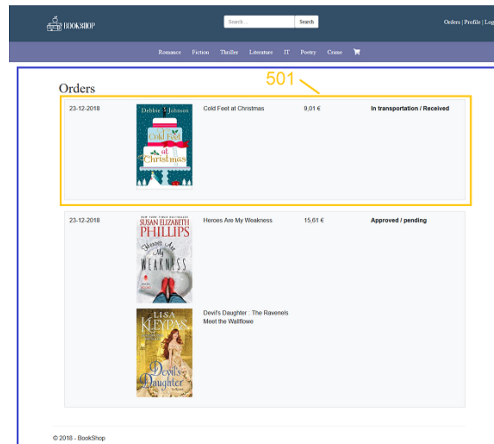 BOOKSHOP
Search...
Search
Orders | Profile | Log
Romance Fiction Thriller Literature IT Poetry Crime
501
Orders
23-12-2018
Debbie Johnson
Cold Feet
at
Christmas
Cold Feet at Christmas
9,01 €
In transportation / Received
23-12-2018
SUSAN ELIZABETH
PHILLIPS
Heroes Are
My
WEAKNESS
Heroes Are My Weakness
15,61 €
Approved / pending
LISA
KLEYPAS
Devil's
Daughter
Devil's Daughter : The Ravenels
Meet the Wallflowe
© 2018 - BookShop